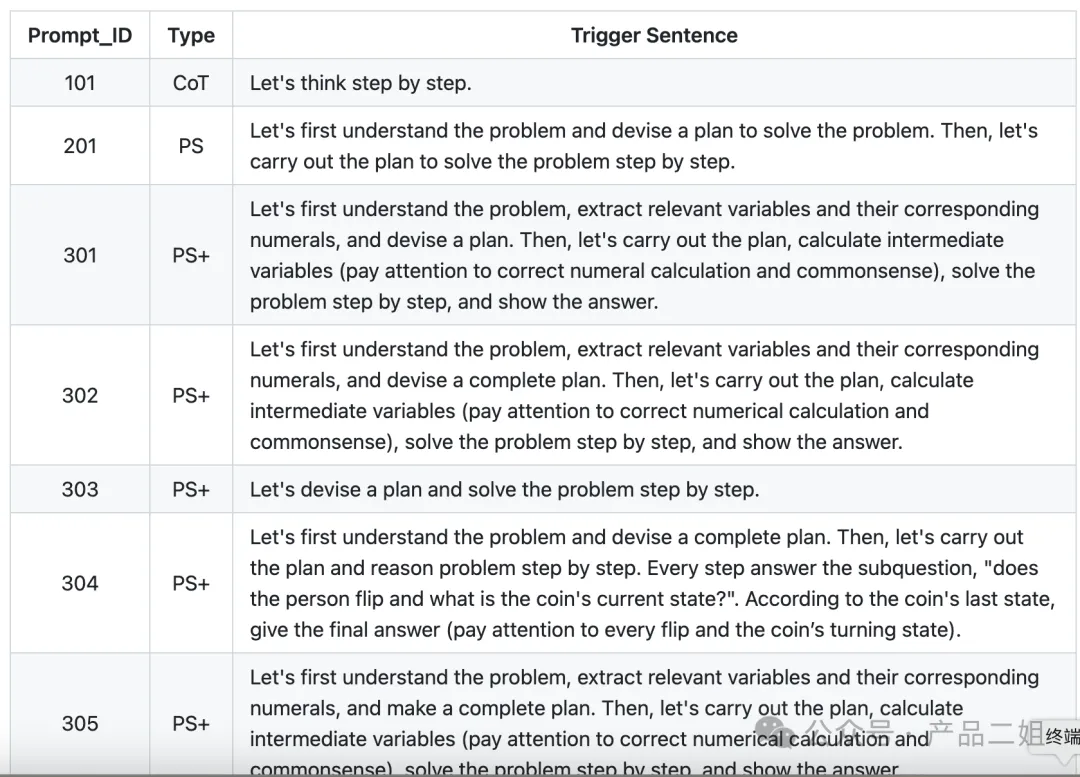 Prompt_ID Type Trigger Sentence
101 CoT Let's think step by step.
201 PS Let's first understand the problem and devise a plan to solve the problem. Then, let's
carry out the plan to solve the problem step by step.
301 PS+ Let's first understand the problem, extract relevant variables and their corresponding
numerals, and devise a plan. Then, let's carry out the plan, calculate intermediate
variables (pay attention to correct numeral calculation and commonsense), solve the
problem step by step, and show the answer.
302 PS+ Let's first understand the problem, extract relevant variables and their corresponding
numerals, and devise a complete plan. Then, let's carry out the plan, calculate
intermediate variables (pay attention to correct numerical calculation and
commonsense), solve the problem step by step, and show the answer.
303 PS+ Let's devise a plan and solve the problem step by step.
304 PS+ Let's first understand the problem and devise a complete plan. Then, let's carry out
the plan and reason problem step by step. Every step answer the subquestion, "does
the person flip and what is the coin's current state?". According to the coin's last state,
give the final answer (pay attention to every flip and the coin’s turning state).
305 PS+ Let's first understand the problem, extract relevant variables and their corresponding
numerals, and make a complete plan. Then, let's carry out the plan, calculate
intermediate variables (pay attention to correct numerical calculation and
commonsense), solve the problem step by step, and show the answer
公众号 · 产品二姐
终端